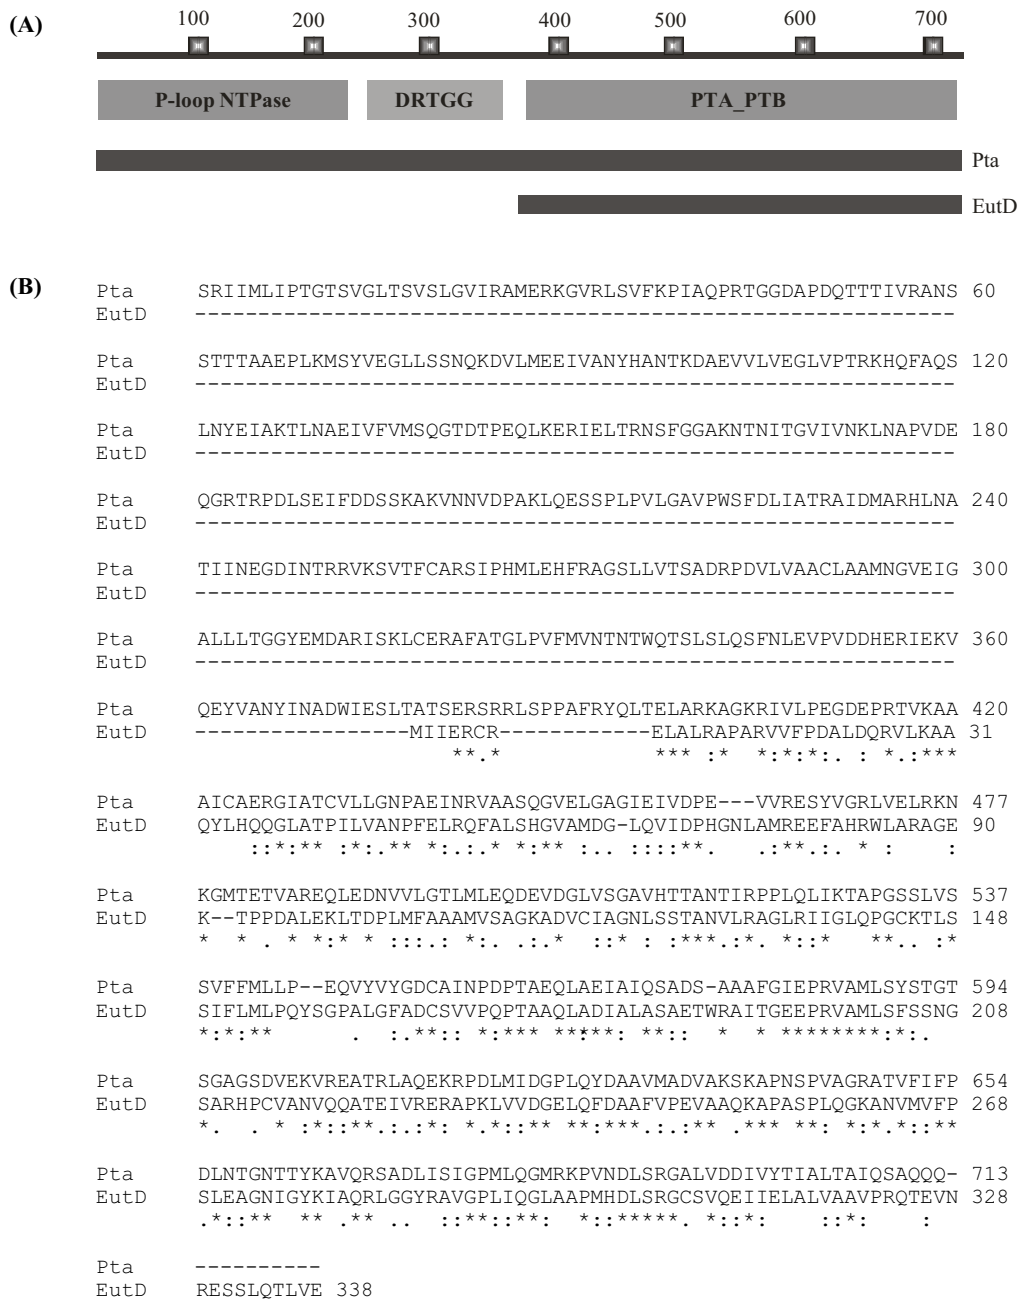 (A)
100 200 300 400 500 600 700
P-loop NTPase DRTGG PTA_PTB
Pta
EutD
(B)
Pta SRIIMLIPTGTSVGLTSVSLGVIRAMERKGVRLSVFKPIAQPRTGGDAPDQTTTIVRANS 60
EutD ------------------------------------------------------------
Pta STTTAAEPLKMSYVEGLLSSNQKDVLMEEIVANYHANTKDAEVVLVEGLVPTRKHQFAQS 120
EutD ------------------------------------------------------------
Pta LNYEIAKTLNAEIVFVMSQGTDTPEQLKERIELTRNSFGGAKNTNITGVIVNKLNAPVDE 180
EutD ------------------------------------------------------------
Pta QGRTRPDLSEIFDDSSKAKVNNVDPAKLQESSPLPVLGAVPWSFDLIATRAIDMARHLNA 240
EutD ------------------------------------------------------------
Pta TIINEGDINTRRVKSVTFCARSIPHMLEHFRAGSLLVTSADRPDVLVAACLAAMNGVEIG 300
EutD ------------------------------------------------------------
Pta ALLLTGGYEMDARISKLCERAFATGLPVFMVNTNTWQTSLSLQSFNLEVPVDDHERIEKV 360
EutD ------------------------------------------------------------
Pta QEYVANYINADWIESLTATSERSRRLSPPAFRYQLTELARKAGKRIVLPEGDEPRTVKAA 420
EutD -----------------MIIERCR------------ELALRAPARVVFPDALDQRVLKAA 31
**.* *** :* *:*:*:. : *.:***
Pta AICAERGIATCVLLGNPAEINRVAASQGVELGAGIEIVDPE---VVRESYVGRLVELRKN 477
EutD QYLHQQGLATPILVANPFELRQFALSHGVAMDG-LQVIDPHGNLAMREEFAHRWLARAGE 90
::*:** :*:.** *:.:.* *:** :.. ::::**. .:**.:. * : :
Pta KGMTETVAREQLEDNVVLGTLMLEQDEVDGLVSGAVHTTANTIRPPLQLIKTAPGSSLVS 537
EutD K--TPPDALEKLTDPLMFAAAMVSAGKADVCIAGNLSSTANVLRAGLRIIGLQPGCKTLS 148
* * . * *:* * :::.: *:. .:.* ::* : :***.:*. *::* **.. :*
Pta SVFFMLLP--EQVYVYGDCAINPDPTAEQLAEIAIQSADS-AAAFGIEPRVAMLSYSTGT 594
EutD SIFLMLPQYSGPALGFADCSVVPQPTAAQLADIALASAETWRAITGEEPRVAMLSFSSNG 208
*:*:** . :.**:: *:*** ***:**: **:: * * ********:*:.
Pta SGAGSDVEKVREATRLAQEKRPDLMIDGPLQYDAAVMADVAKSKAPNSPVAGRATVFIFP 654
EutD SARHPCVANVQQATEIVRERAPKLVVDGELQFDAAFVPEVAAQKAPASPLQGKANVMVFP 268
*. . * :*::**.:.:*: *.*::** **:***.:.:** .*** **: *:*.*::**
Pta DLNTGNTTYKAVQRSADLISIGPMLQGMRKPVNDLSRGALVDDIVYTIALTAIQSAQQQ- 713
EutD SLEAGNIGYKIAQRLGGYRAVGPLIQGLAAPMHDLSRGCSVQEIIELALVAAVPRQTEVN 328
.*::** ** .** .. ::**::**: *::*****. *::*: ::*: :
Pta ----------
EutD RESSLQTLVE 338